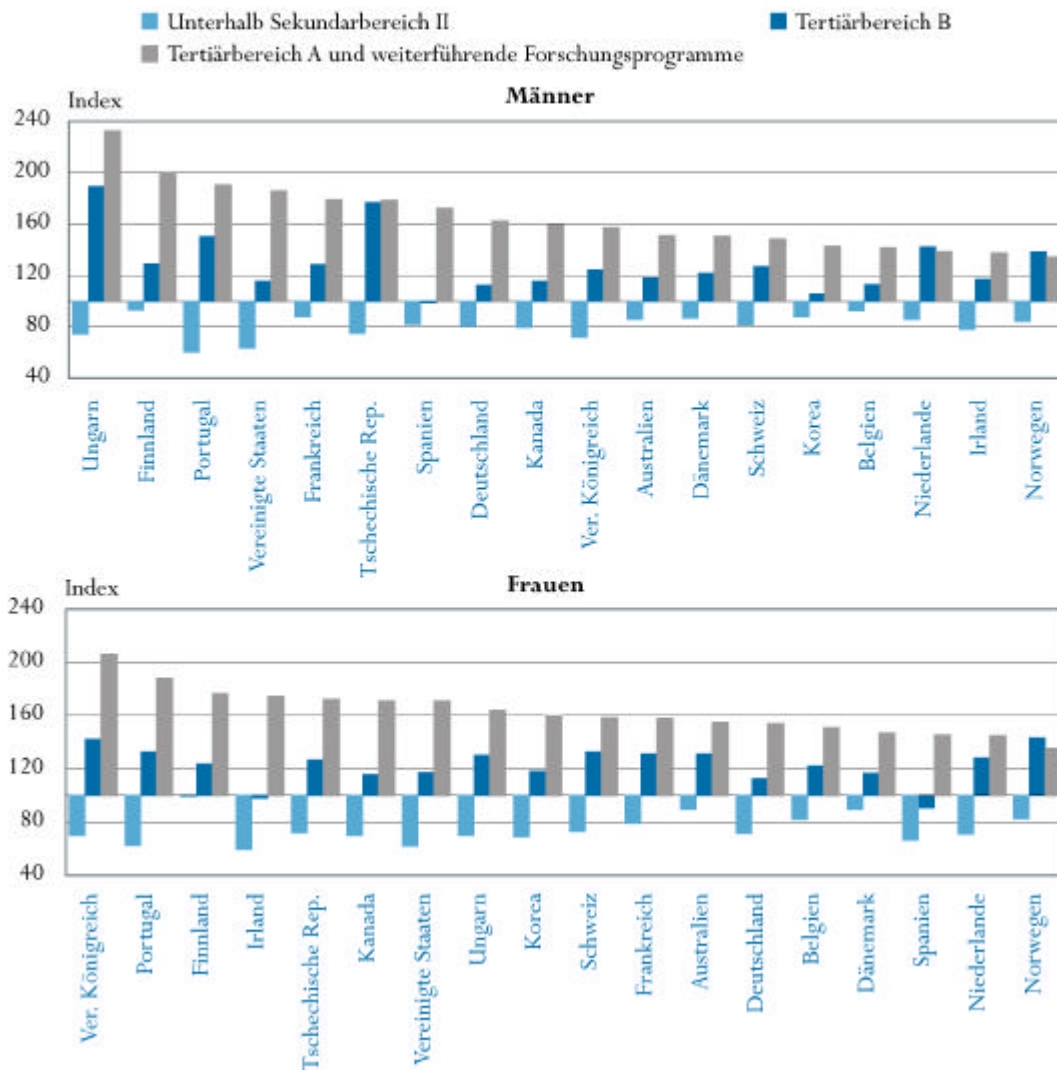 Unterhalb Sekundarbereich II
Tertiärbereich B
Tertiärbereich A und weiterführende Forschungsprogramme
Index
Männer
240
200
160
120
80
40
Ungarn
Finnland
Portugal
Vereinigte Staaten
Frankreich
Tschechische Rep.
Spanien
Deutschland
Kanada
Ver. Königreich
Australien
Dänemark
Schweiz
Korea
Belgien
Niederlande
Irland
Norwegen
Index
Frauen
240
200
160
120
80
40
Ver. Königreich
Portugal
Finnland
Irland
Tschechische Rep.
Kanada
Vereinigte Staaten
Ungarn
Korea
Schweiz
Frankreich
Australien
Deutschland
Belgien
Dänemark
Spanien
Niederlande
Norwegen